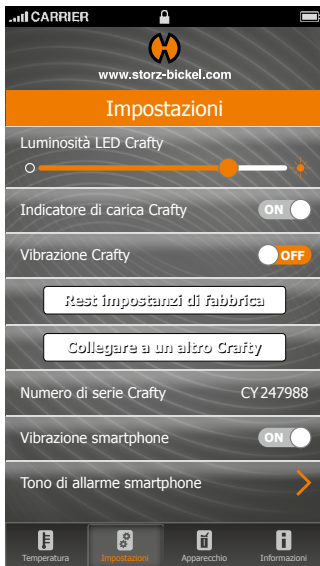 CARRIER
www.storz-bickel.com
Impostazioni
Luminosità LED Crafty
Indicatore di carica Crafty ON
Vibrazione Crafty OFF
Rest impostanzi di fabbrica
Collegare a un altro Crafty
Numero di serie Crafty CY247988
Vibrazione smartphone ON
Tono di allarme smartphone
Temperatura Impostazioni Apparecchio Informazioni